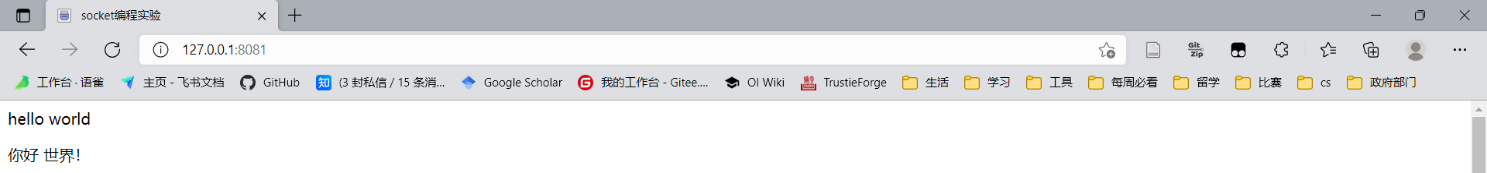 socket编程实验
127.0.0.1:8081
Git Zip
工作台 · 语雀 主页 - 飞书文档 GitHub 知 (3 封私信 / 15 条消... Google Scholar G 我的工作台 - Gitee.... OI Wiki TrustieForge 生活 学习 工具 每周必看 留学 比赛 cs 政府部门
hello world
你好 世界！